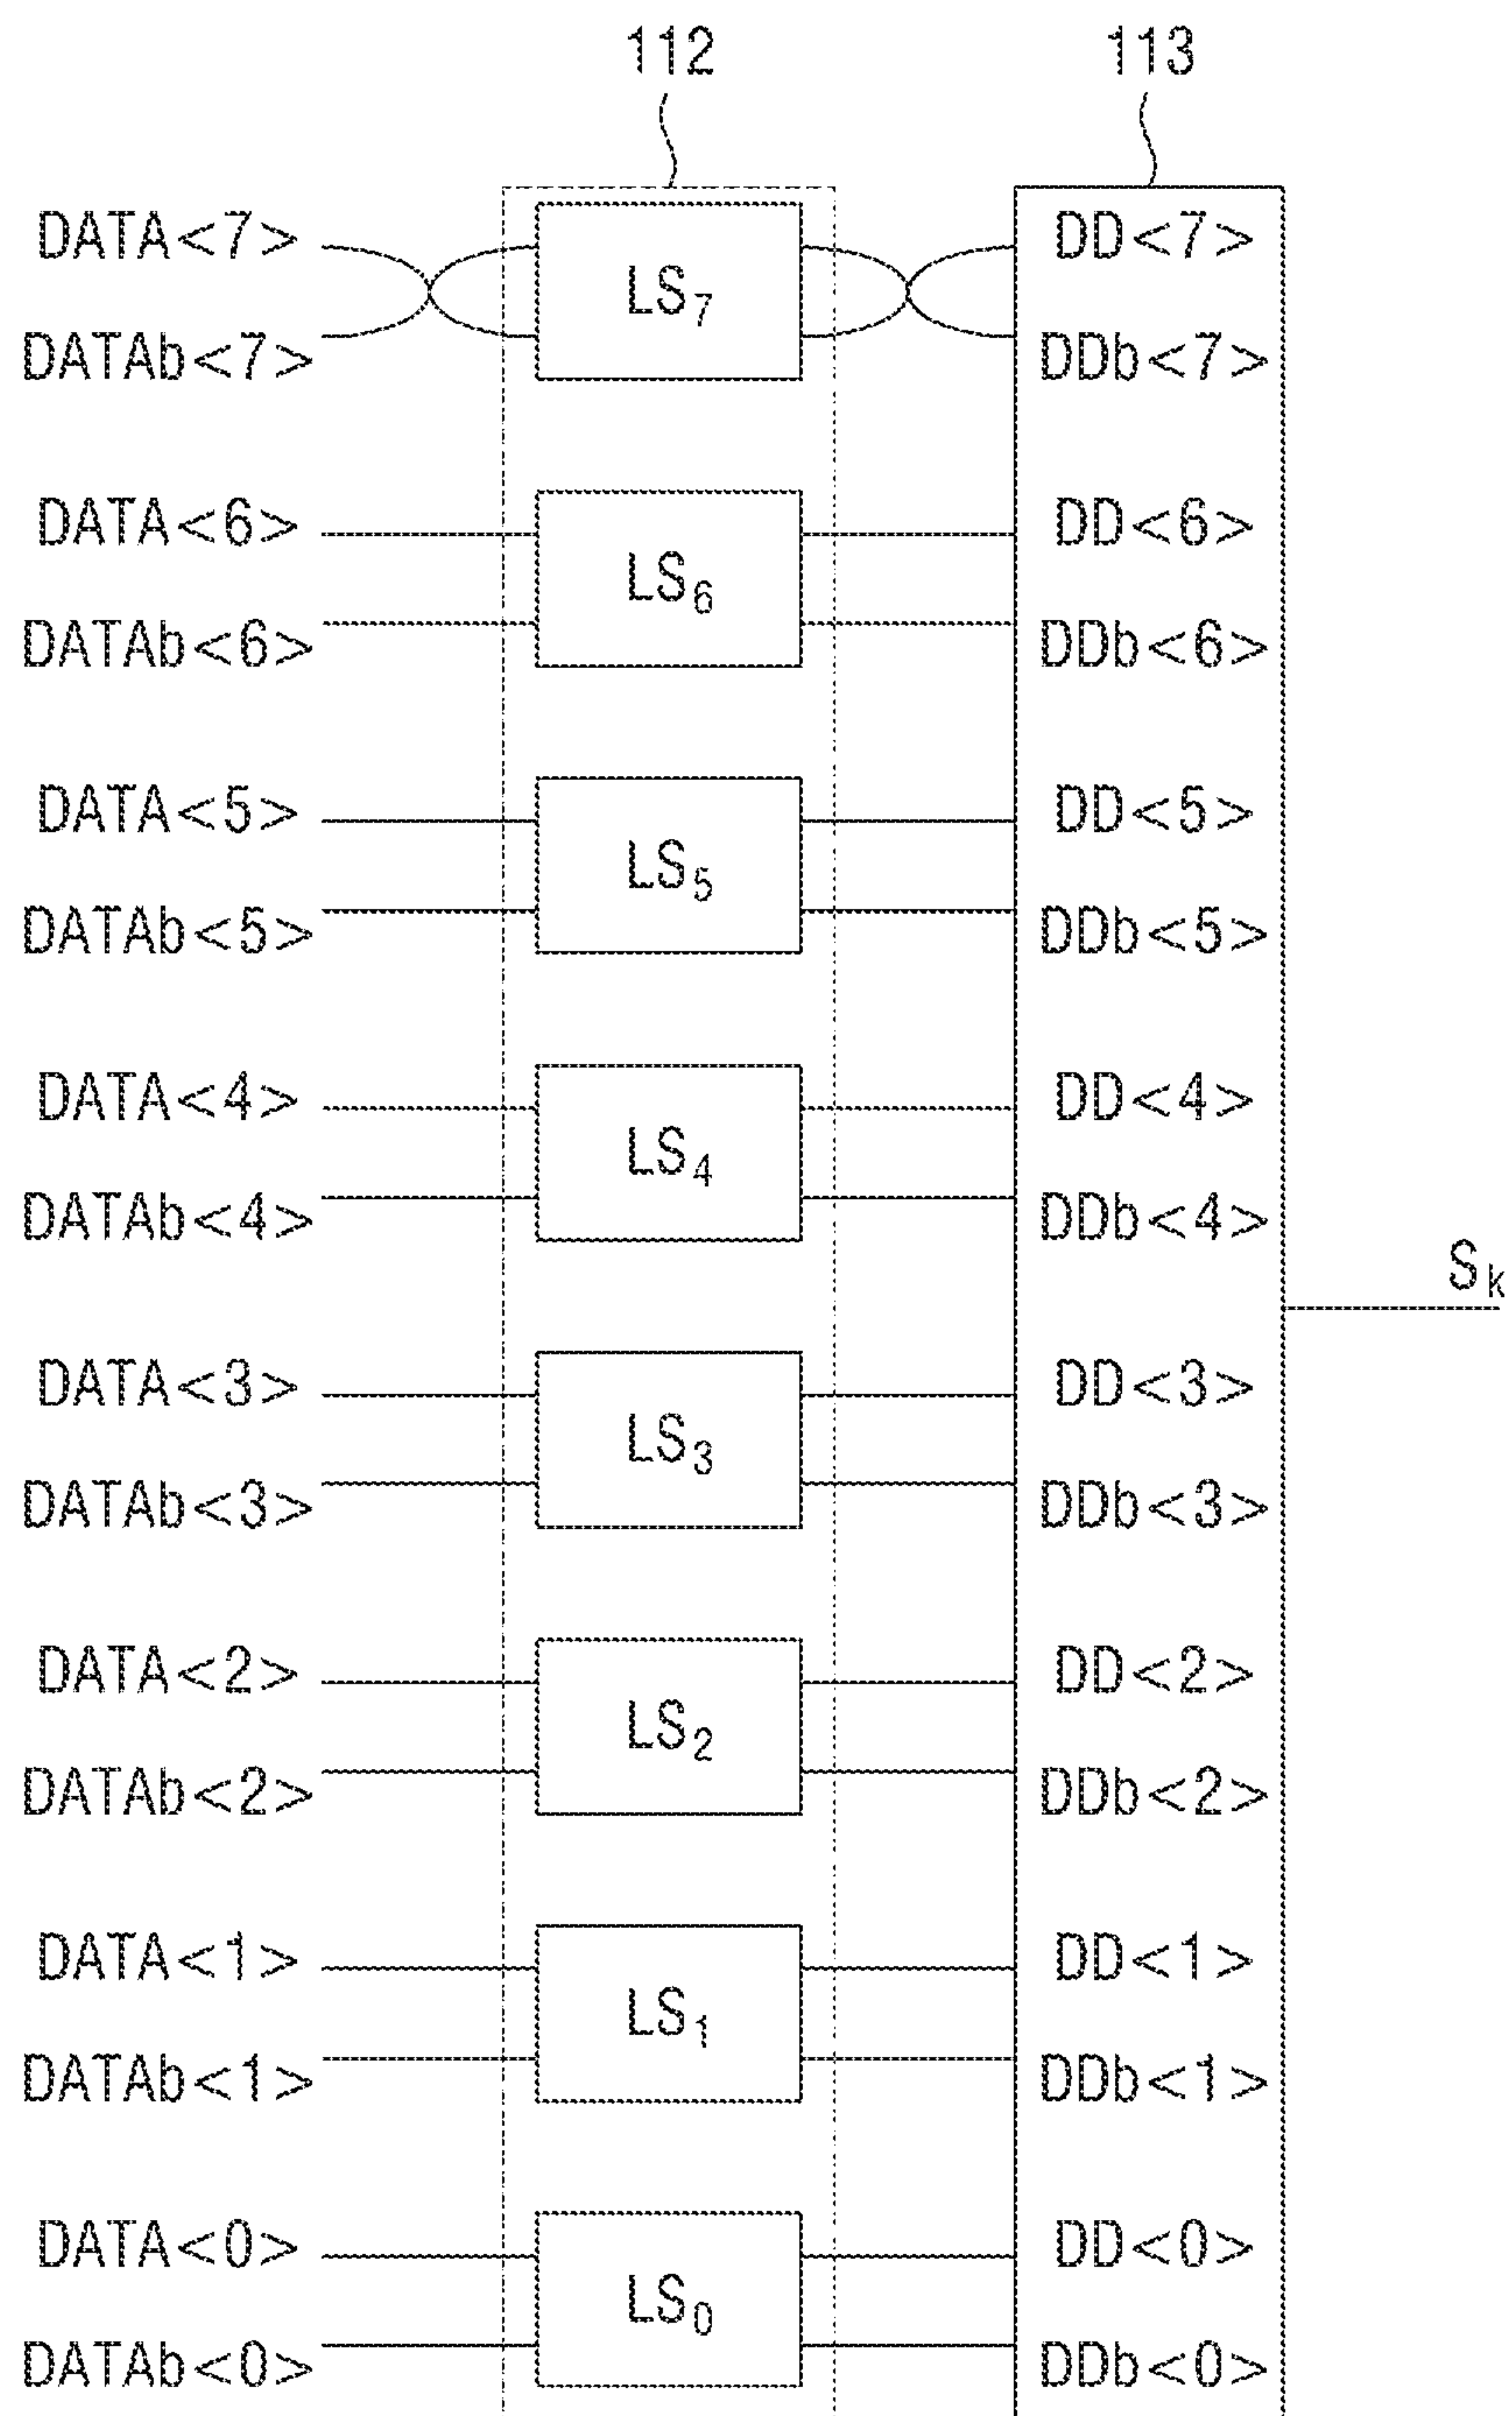 112 113
DATA<7> LS₇ DD<7>
DATAb<7> DDb<7>
DATA<6> LS₆ DD<6>
DATAb<6> DDb<6>
DATA<5> LS₅ DD<5>
DATAb<5> DDb<5>
DATA<4> LS₄ DD<4>
DATAb<4> DDb<4>
Sₖ
DATA<3> LS₃ DD<3>
DATAb<3> DDb<3>
DATA<2> LS₂ DD<2>
DATAb<2> DDb<2>
DATA<1> LS₁ DD<1>
DATAb<1> DDb<1>
DATA<0> LS₀ DD<0>
DATAb<0> DDb<0>